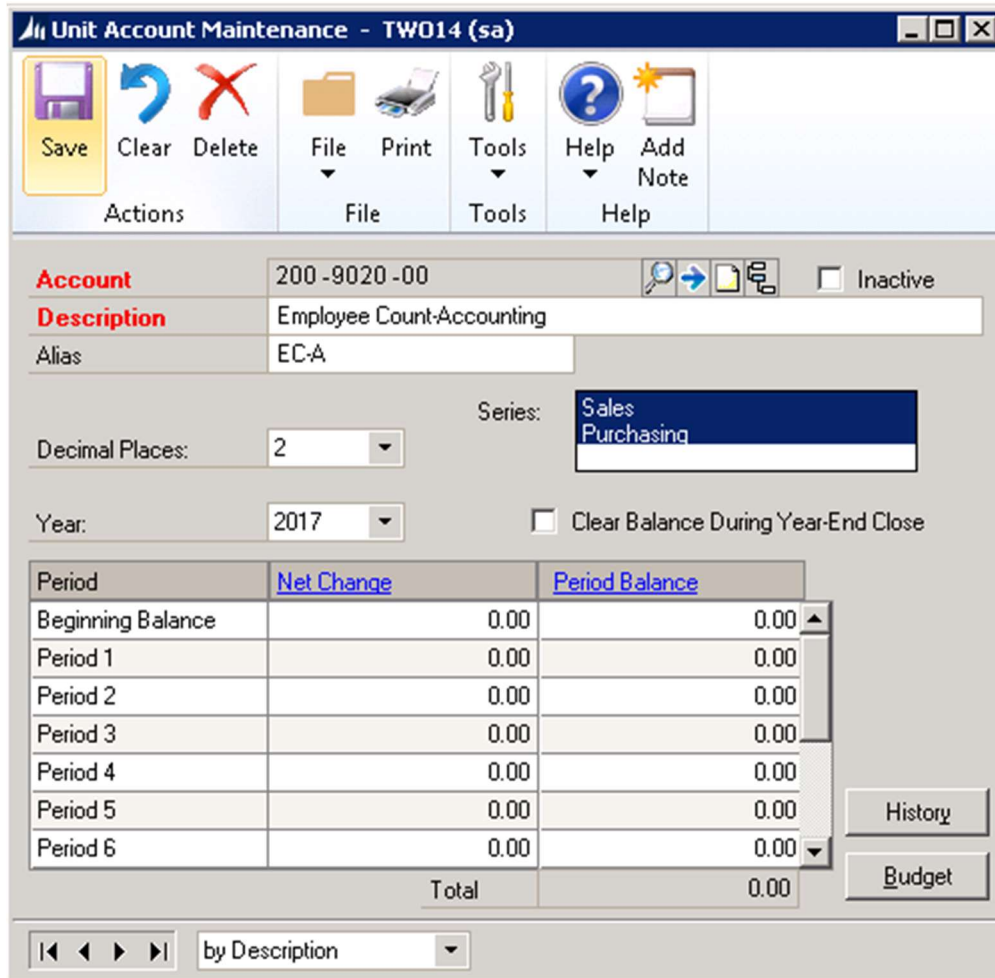 Unit Account Maintenance - TWO14 (sa)
Save Clear Delete File Print Tools Help Add Note
Actions File Tools Help
Account 200 -9020 -00 Inactive
Description Employee Count-Accounting
Alias EC-A
Series: Sales
Purchasing
Decimal Places: 2
Year: 2017 Clear Balance During Year-End Close
Period Net Change Period Balance
Beginning Balance 0.00 0.00
Period 1 0.00 0.00
Period 2 0.00 0.00
Period 3 0.00 0.00
Period 4 0.00 0.00
Period 5 0.00 0.00
History
Period 6 0.00 0.00
Total 0.00
Budget
by Description